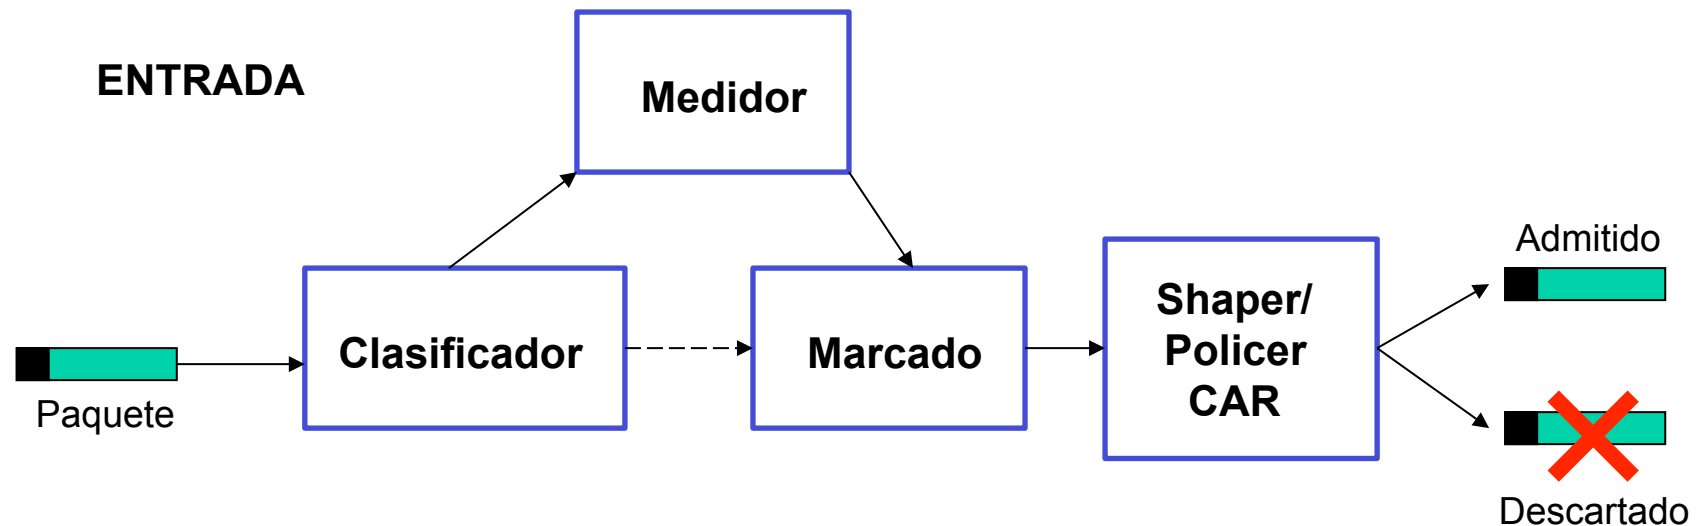 ENTRADA
Medidor
Paquete
Clasificador
Marcado
Shaper/
Policer
CAR
Admitido
Descartado